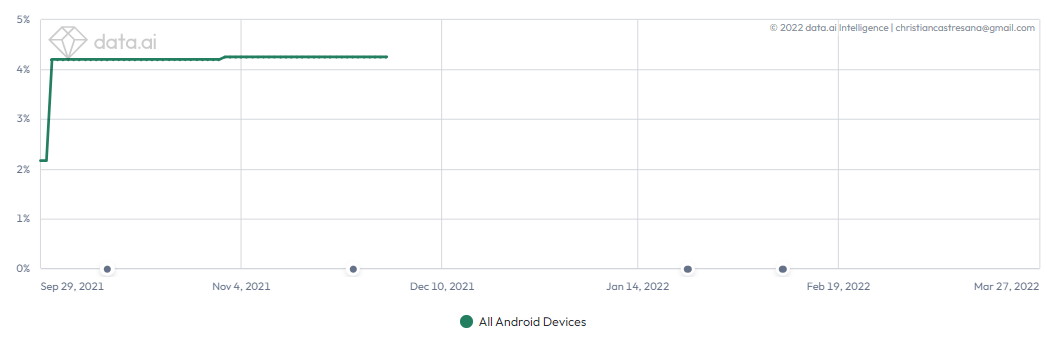 5%
data.ai
© 2022 data.ai Intelligence | christiancastresana@gmail.com
4%
3%
2%
1%
0%
Sep 29, 2021 Nov 4, 2021 Dec 10, 2021 Jan 14, 2022 Feb 19, 2022 Mar 27, 2022
All Android Devices